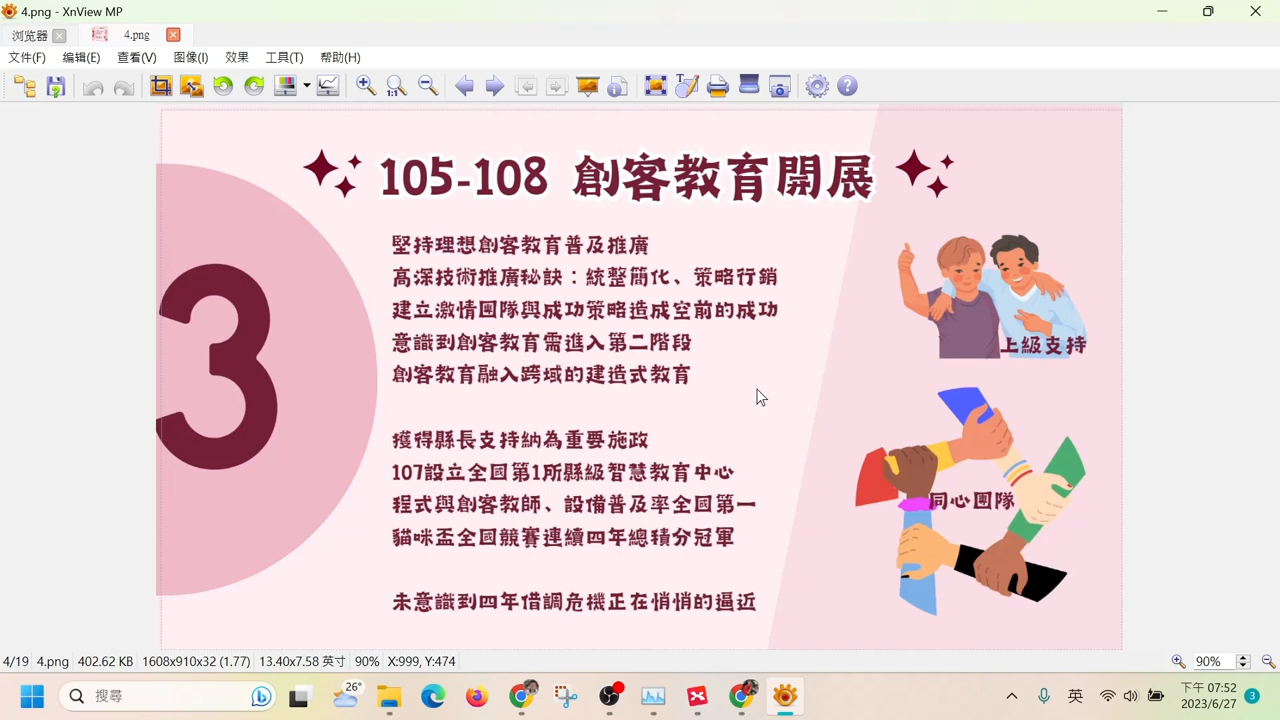 4.png - XnView MP
浏览器
4.png
文件(F) 编辑(E) 查看(V) 图像(I) 效果 工具(T) 帮助(H)
105-108 創客教育開展
3
堅持理想創客教育普及推廣
高深技術推廣秘訣：統整簡化、策略行銷
建立激情團隊與成功策略造成空前的成功
意識到創客教育需進入第二階段
創客教育融入跨域的建造式教育
上級支持
獲得縣長支持納為重要施政
107設立全國第1所縣級智慧教育中心
程式與創客教師、設備普及率全國第一
貓咪盃全國競賽連續四年總積分冠軍
同心團隊
未意識到四年借調危機正在悄悄的逼近
4/19 4.png 402.62 KB 1608x910x32 (1.77) 13.40x7.58 英寸 90% X:999, Y:474
90%
搜尋
26°
英
下午 07:52
2023/6/27
3